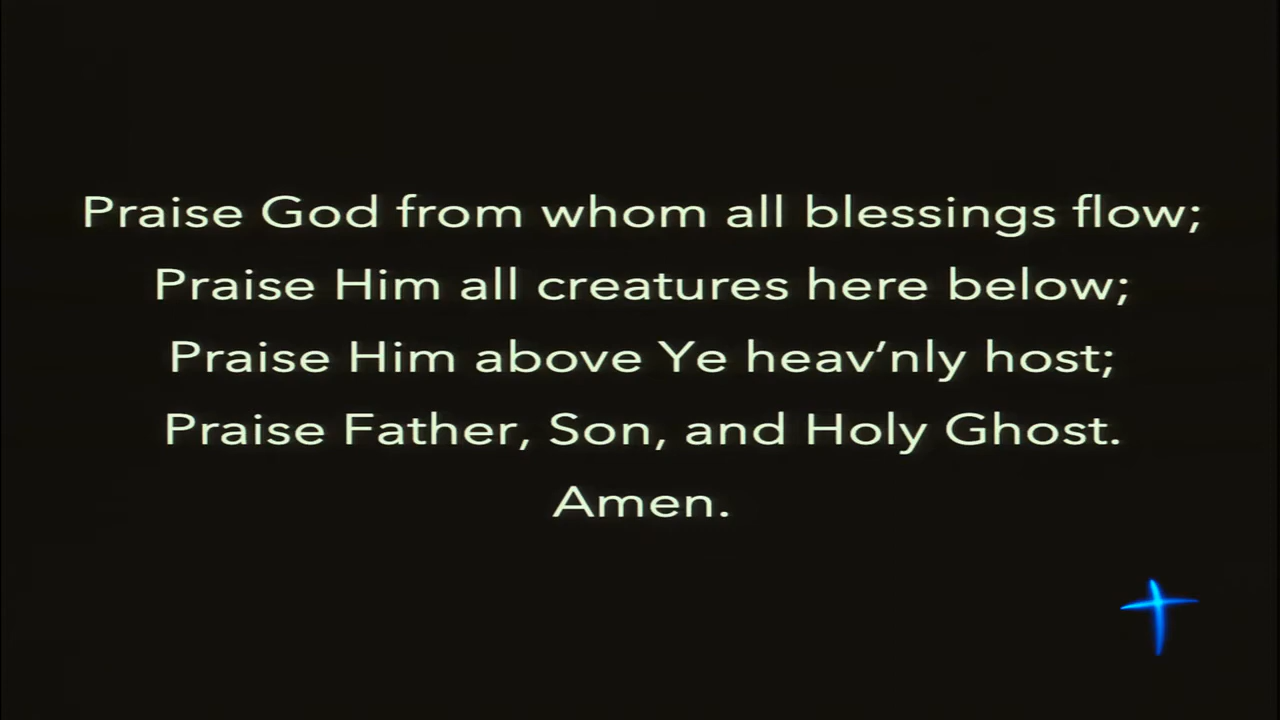 Praise God from whom all blessings flow;
Praise Him all creatures here below;
Praise Him above Ye heav’nly host;
Praise Father, Son, and Holy Ghost.
Amen.